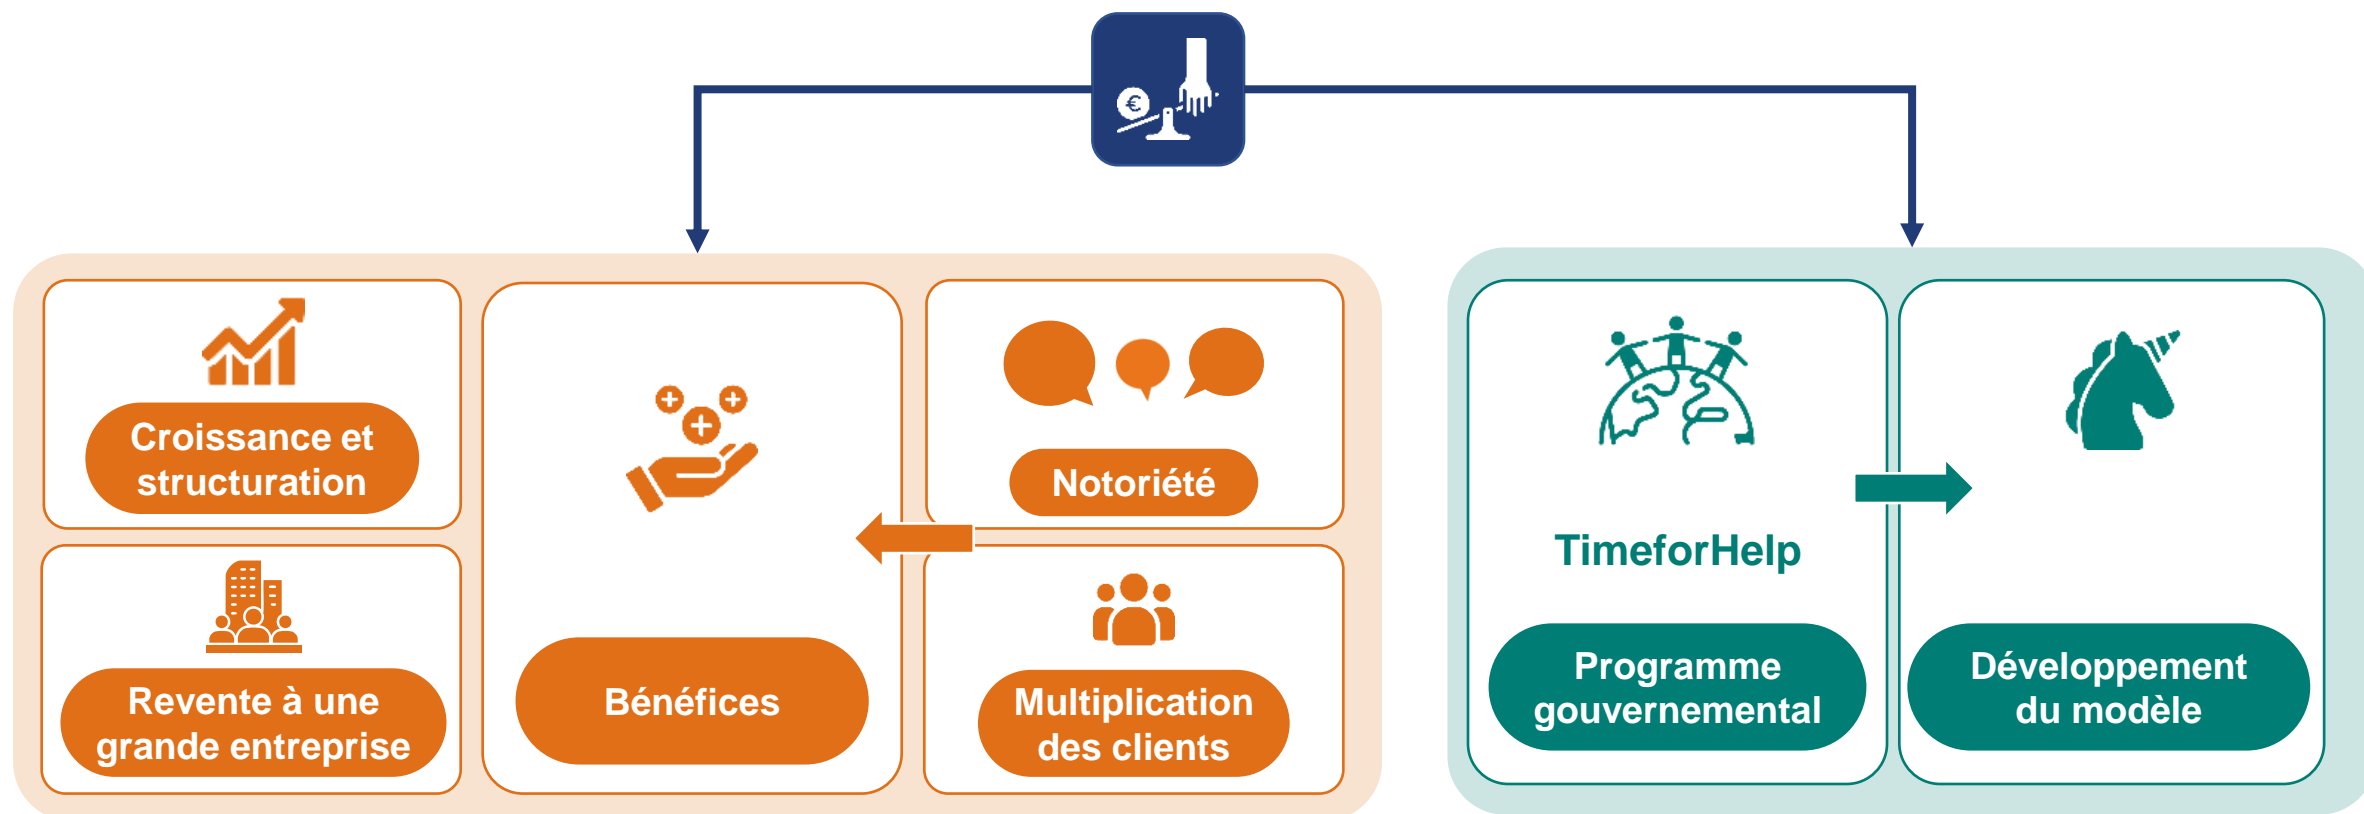 €
Croissance et
structuration
Revente à une
grande entreprise
Bénéfices
Notoriété
Multiplication
des clients
TimeforHelp
Programme
gouvernemental
Développement
du modèle